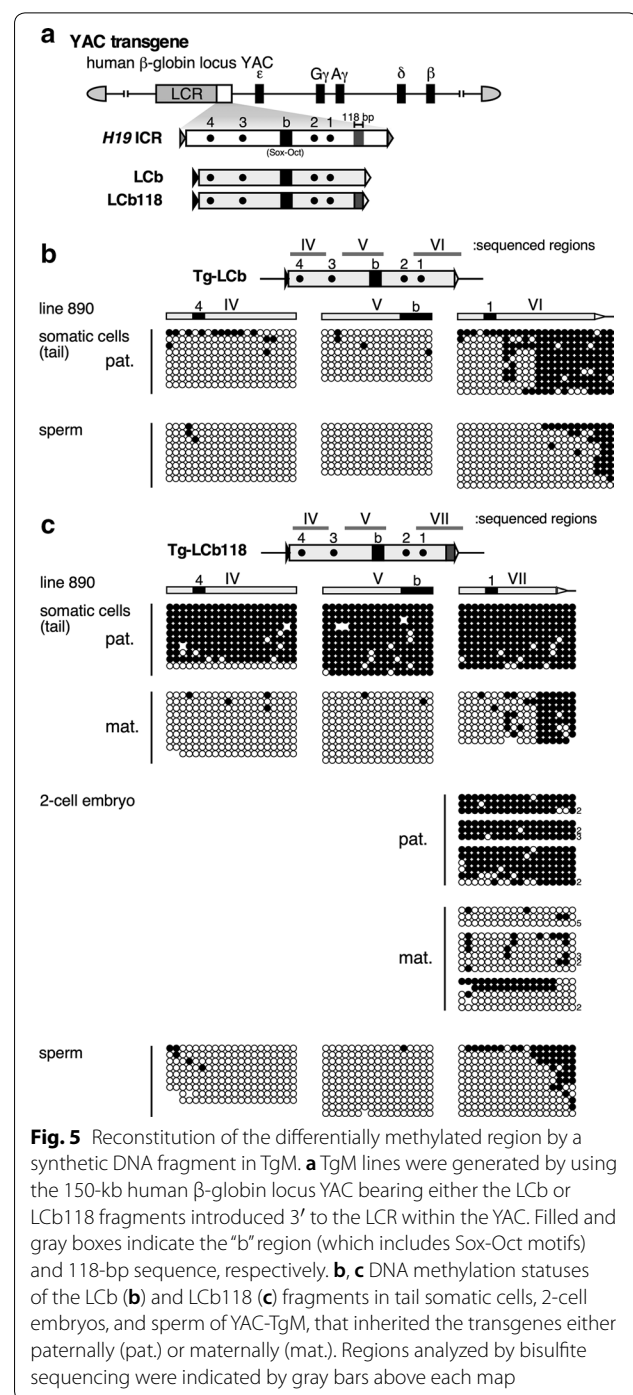 a YAC transgene
human β-globin locus YAC
LCR ε Gγ Aγ δ β
118 bp
4 3 b 2 1
H19 ICR
(Sox-Oct)
LCb
LCb118
b
IV V VI :sequenced regions
4 3 b 2 1
Tg-LCb
line 890 4 IV V b 1 VI
somatic cells
(tail)
pat.
sperm
c
IV V VII :sequenced regions
4 3 b 2 1
Tg-LCb118
line 890 4 IV V b 1 VII
somatic cells
(tail)
pat.
mat.
2-cell embryo
2
2
3
pat.
2
5
3
2
mat.
2
sperm
Fig. 5 Reconstitution of the differentially methylated region by a
synthetic DNA fragment in TgM. a TgM lines were generated by using
the 150-kb human β-globin locus YAC bearing either the LCb or
LCb118 fragments introduced 3′ to the LCR within the YAC. Filled and
gray boxes indicate the “b” region (which includes Sox-Oct motifs)
and 118-bp sequence, respectively. b, c DNA methylation statuses
of the LCb (b) and LCb118 (c) fragments in tail somatic cells, 2-cell
embryos, and sperm of YAC-TgM, that inherited the transgenes either
paternally (pat.) or maternally (mat.). Regions analyzed by bisulfite
sequencing were indicated by gray bars above each map